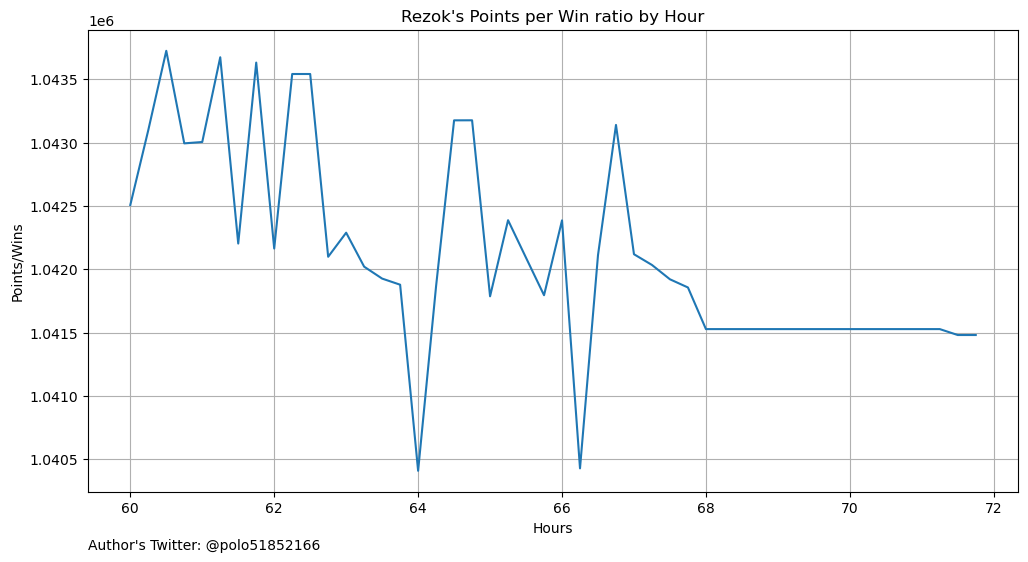 Rezok's Points per Win ratio by Hour
1e6
1.0435
1.0430
1.0425
1.0420
1.0415
1.0410
1.0405
Points/Wins
60 62 64 66 68 70 72
Hours
Author's Twitter: @polo51852166